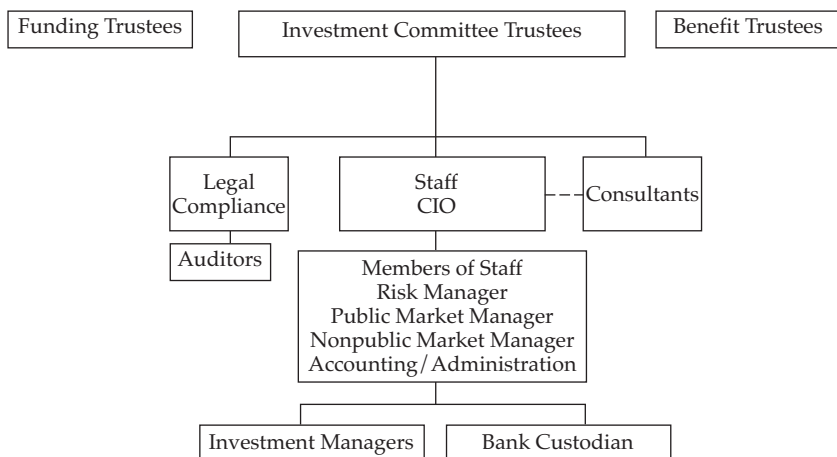 Funding Trustees
Investment Committee Trustees
Benefit Trustees
Legal
Compliance
Staff
CIO
Consultants
Auditors
Members of Staff
Risk Manager
Public Market Manager
Nonpublic Market Manager
Accounting/Administration
Investment Managers
Bank Custodian